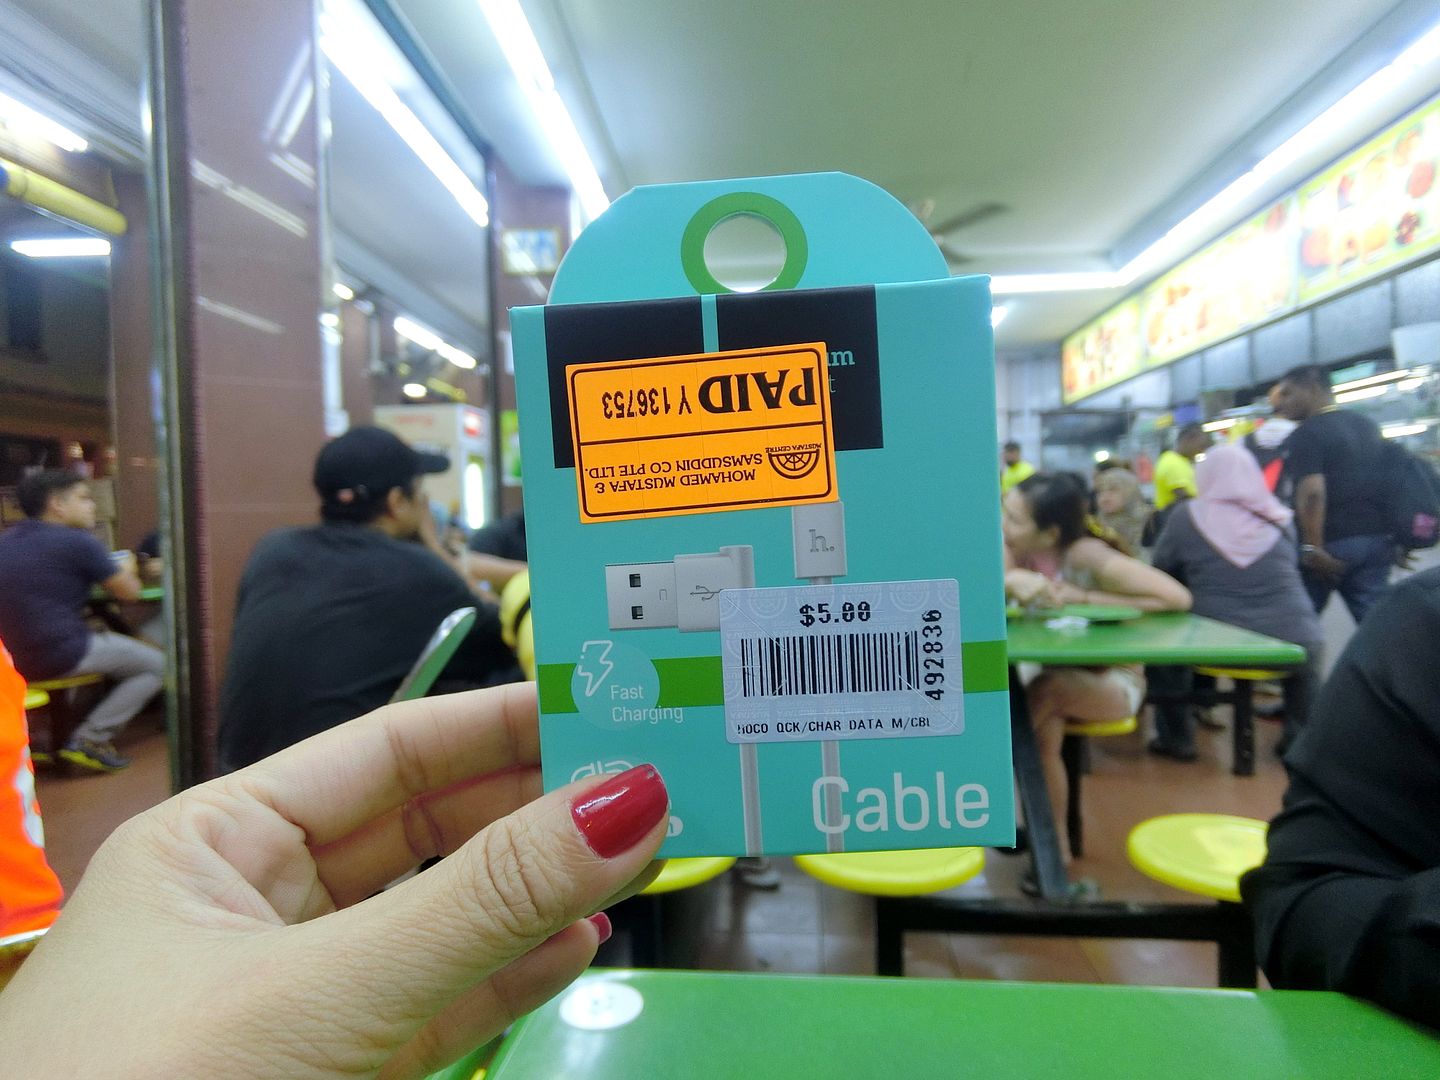 PAID Y 136753
MUSTAFA CENTRE
MOHAMED MUSTAFA &
SAMSUDDIN CO PTE LTD.
h.
$5.00
492836
HOCO QCK/CHAR DATA M/CBL
Fast
Charging
Cable